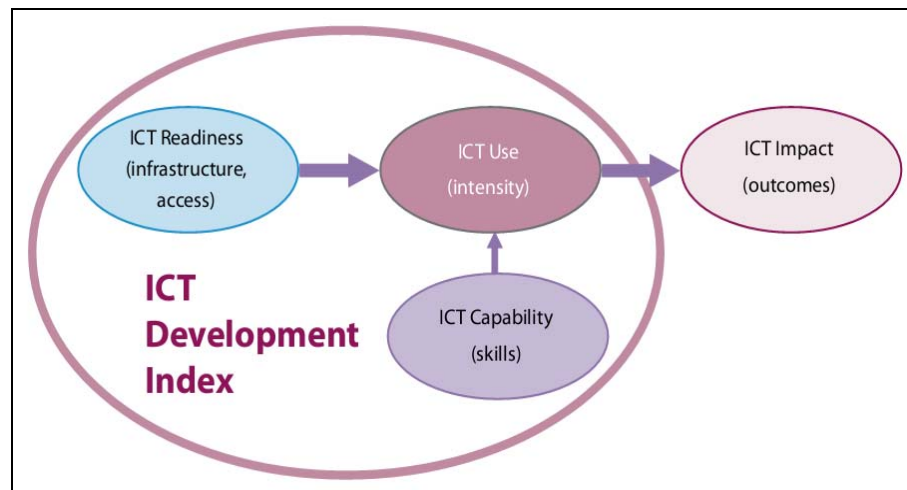 ICT Readiness
(infrastructure,
access)
ICT Use
(intensity)
ICT Impact
(outcomes)
ICT Capability
(skills)
ICT
Development
Index